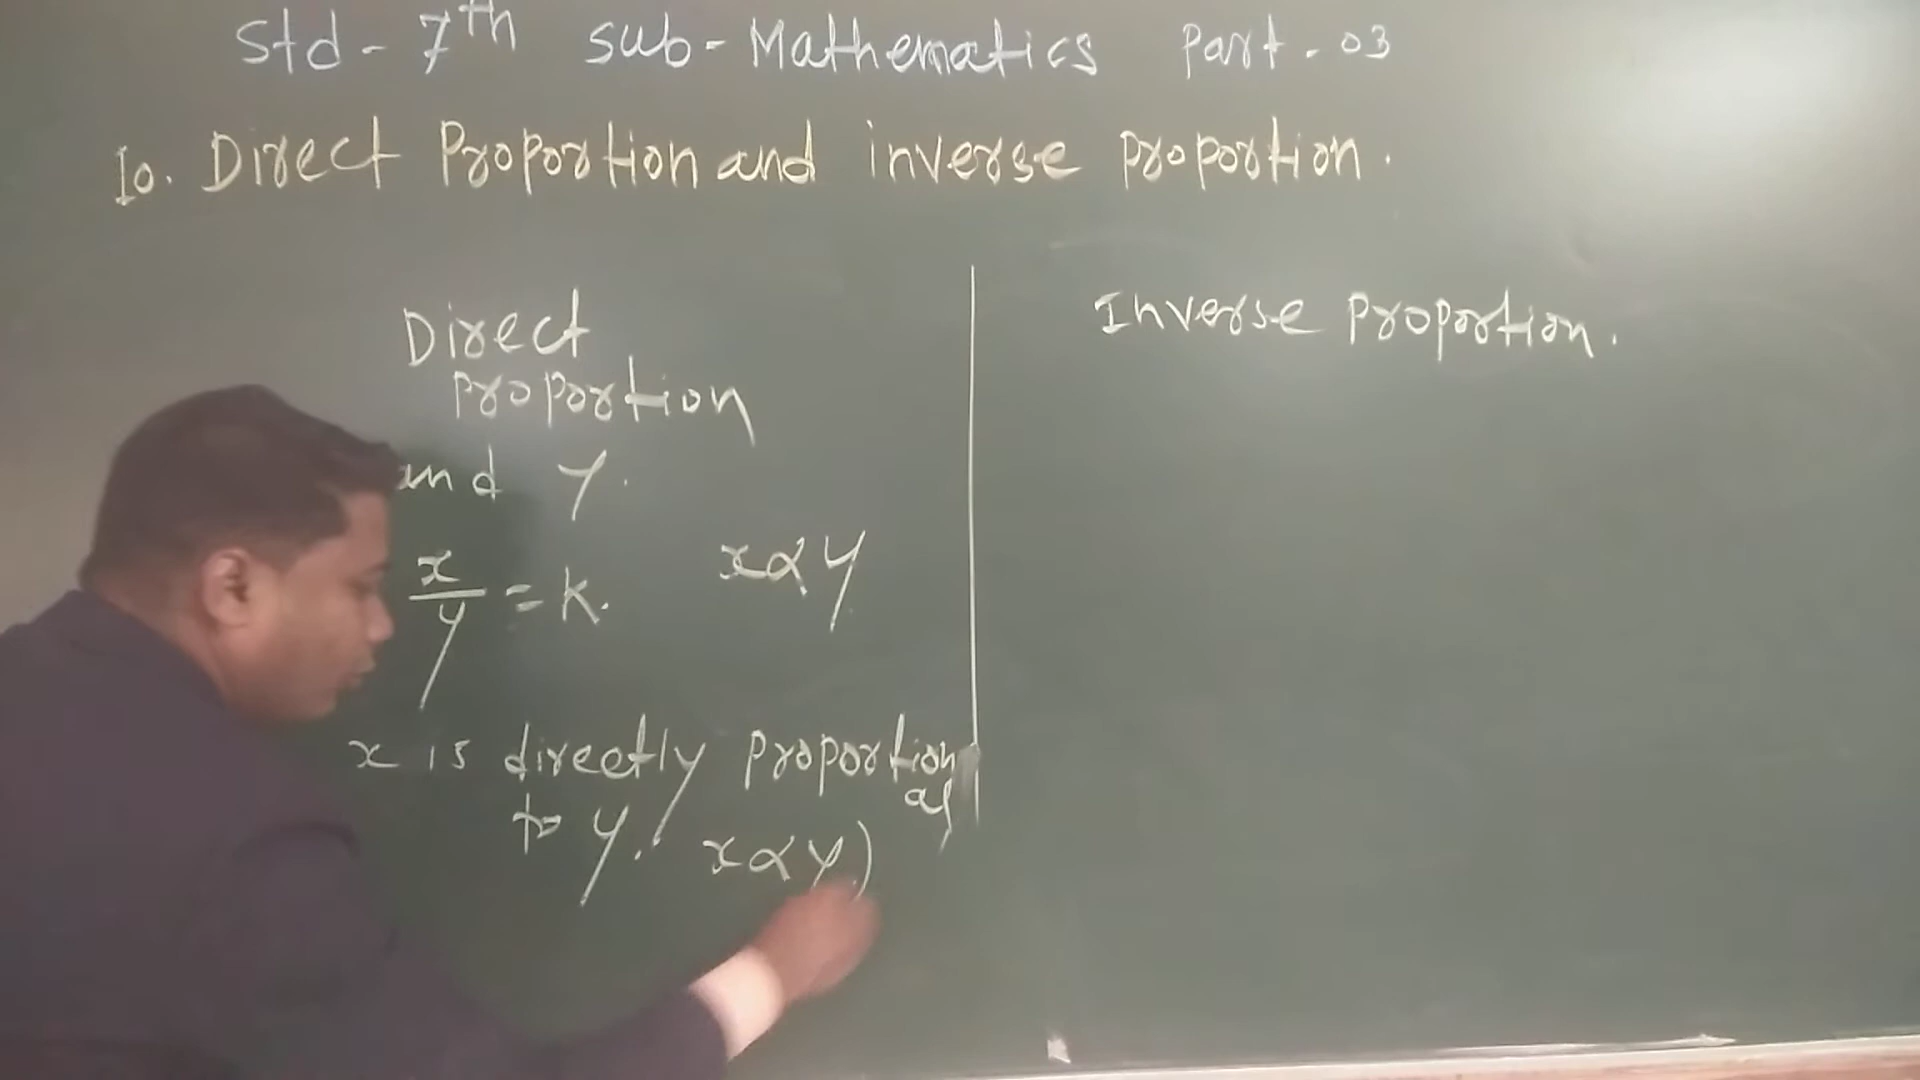 Std - 7th Sub - Mathematics Part - 03
10. Direct Proportion and inverse proportion.
Direct
Proportion
and y.
x/y = k. x ∝ y
x is directly proportional
to y. x ∝ y)
Inverse Proportion.